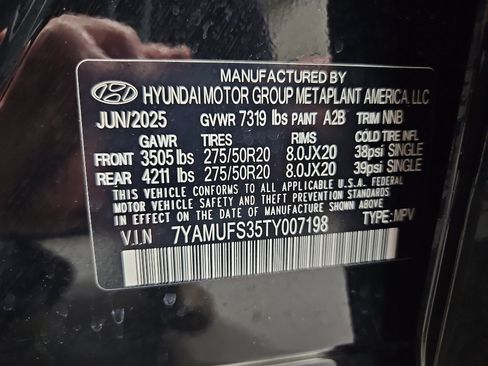 MANUFACTURED BY
HYUNDAI MOTOR GROUP METAPLANT AMERICA, LLC
JUN/2025 GVWR 7319 lbs PAINT A2B TRIM NNB
GAWR TIRES RIMS COLD TIRE INFL
FRONT 3505 lbs 275/50R20 8.0JX20 38psi SINGLE
REAR 4211 lbs 275/50R20 8.0JX20 39psi SINGLE
THIS VEHICLE CONFORMS TO ALL APPLICABLE U.S.A. FEDERAL
MOTOR VEHICLE SAFETY THEFT PREVENTION STANDARDS
IN EFFECT ON THE DATE OF MANUFACTURE SHOWN ABOVE.
V.I.N 7YAMUFS35TY007198 TYPE: MPV